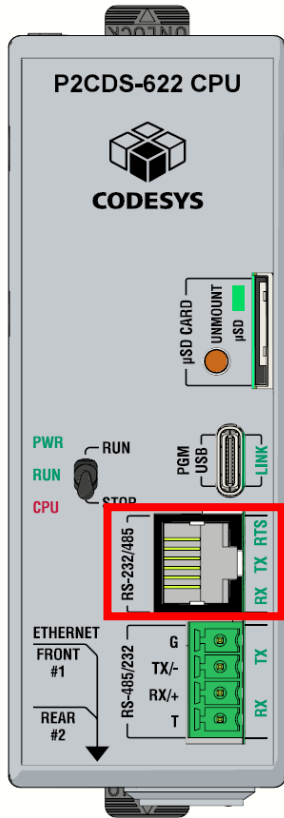 UNLOCK
P2CDS-622 CPU
CODESYS
µSD CARD
UNMOUNT
µSD
PWR
RUN
RUN
CPU
STOP
PGM
USB
LINK
RS-232/485
RTS
TX
RX
ETHERNET
FRONT
#1
REAR
#2
RS-485/232
G
TX/-
RX/+
T
TX
RX